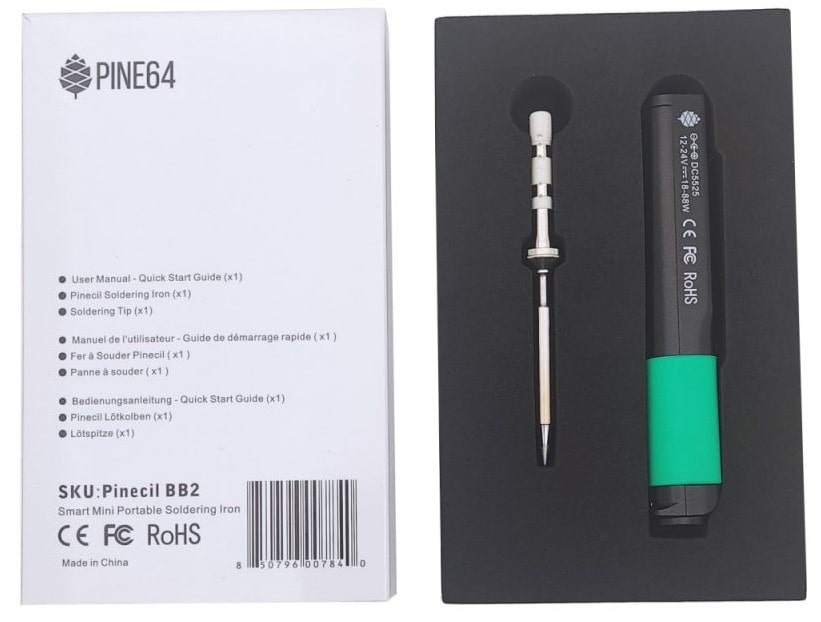 PINE64
User Manual - Quick Start Guide (x1)
Pinecil Soldering Iron (x1)
Soldering Tip (x1)
Manuel de l'utilisateur - Guide de démarrage rapide ( x1 )
Fer à Souder Pinecil ( x1 )
Panne à souder ( x1 )
Bedienungsanleitung - Quick Start Guide (x1)
Pinecil Lötkolben (x1)
Lötspitze (x1)
SKU:Pinecil BB2
Smart Mini Portable Soldering Iron
CE FC RoHS
Made in China
8 50796 00784 0
DC5525
12-24V⎓18-88W CE FC RoHS